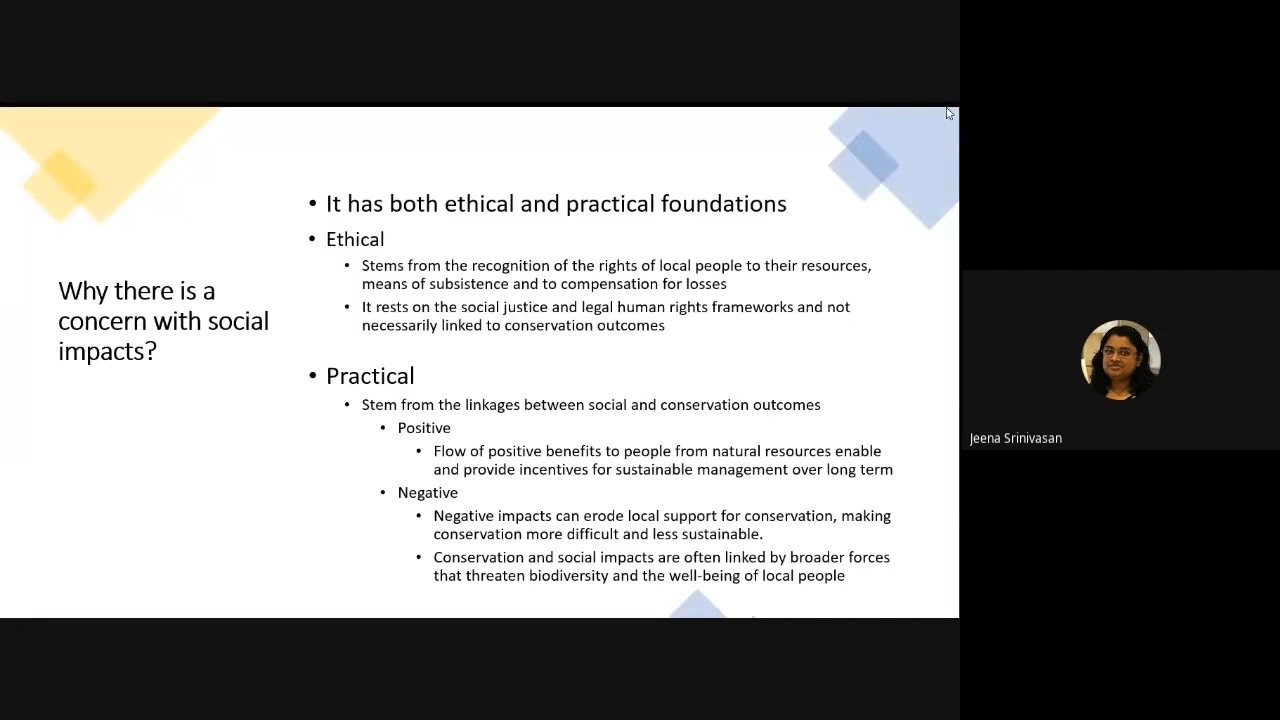 Why there is a
concern with social
impacts?
• It has both ethical and practical foundations
• Ethical
• Stems from the recognition of the rights of local people to their resources,
means of subsistence and to compensation for losses
• It rests on the social justice and legal human rights frameworks and not
necessarily linked to conservation outcomes
• Practical
• Stem from the linkages between social and conservation outcomes
• Positive
• Flow of positive benefits to people from natural resources enable
and provide incentives for sustainable management over long term
• Negative
• Negative impacts can erode local support for conservation, making
conservation more difficult and less sustainable.
• Conservation and social impacts are often linked by broader forces
that threaten biodiversity and the well-being of local people
Jeena Srinivasan